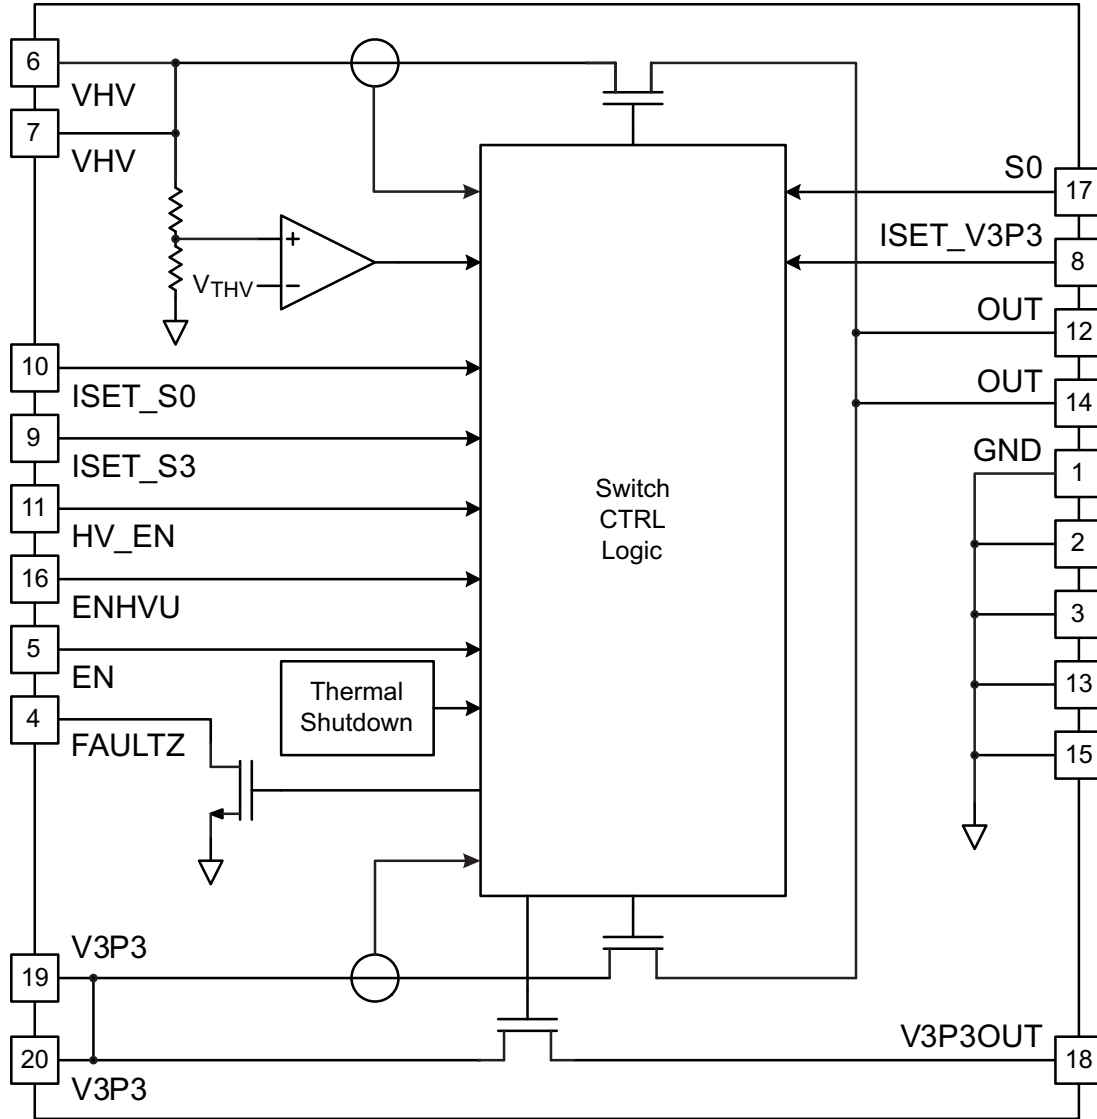 6
VHV
7
VHV
+
VTHV
−
10
ISET_S0
9
ISET_S3
11
HV_EN
16
ENHVU
5
EN
4
FAULTZ
Thermal
Shutdown
Switch
CTRL
Logic
S0
17
ISET_V3P3
8
OUT
12
OUT
14
GND
1
2
3
13
15
V3P3
19
20
V3P3
V3P3OUT
18